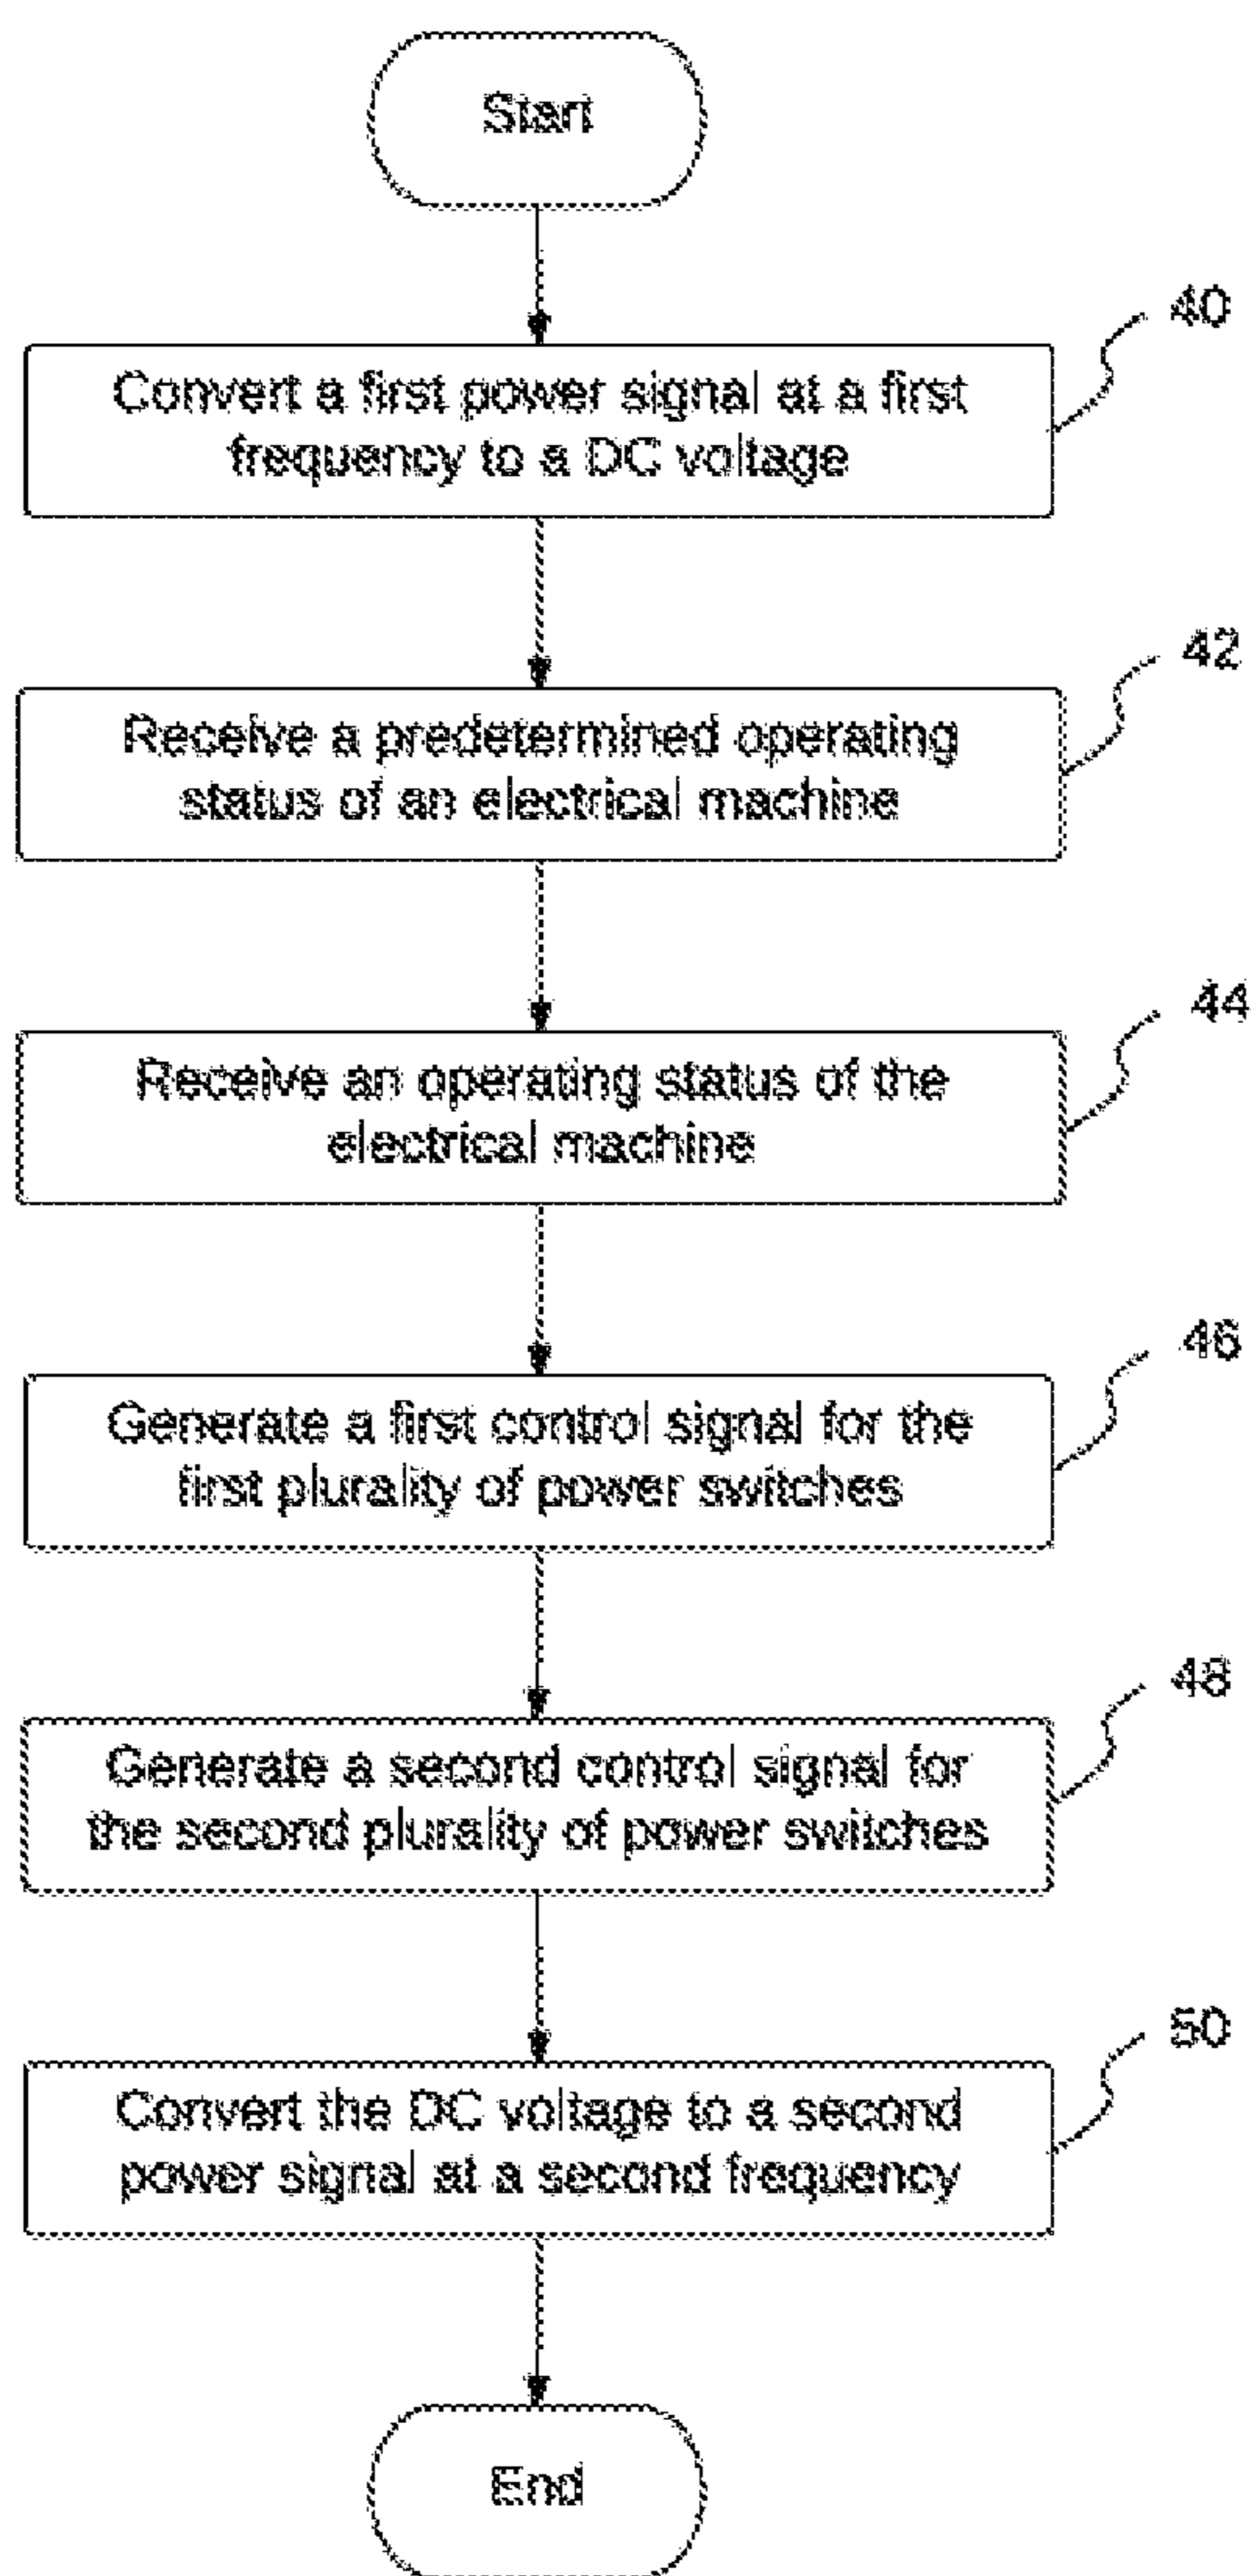 Start
40
Convert a first power signal at a first
frequency to a DC voltage
42
Receive a predetermined operating
status of an electrical machine
44
Receive an operating status of the
electrical machine
46
Generate a first control signal for the
first plurality of power switches
48
Generate a second control signal for
the second plurality of power switches
50
Convert the DC voltage to a second
power signal at a second frequency
End